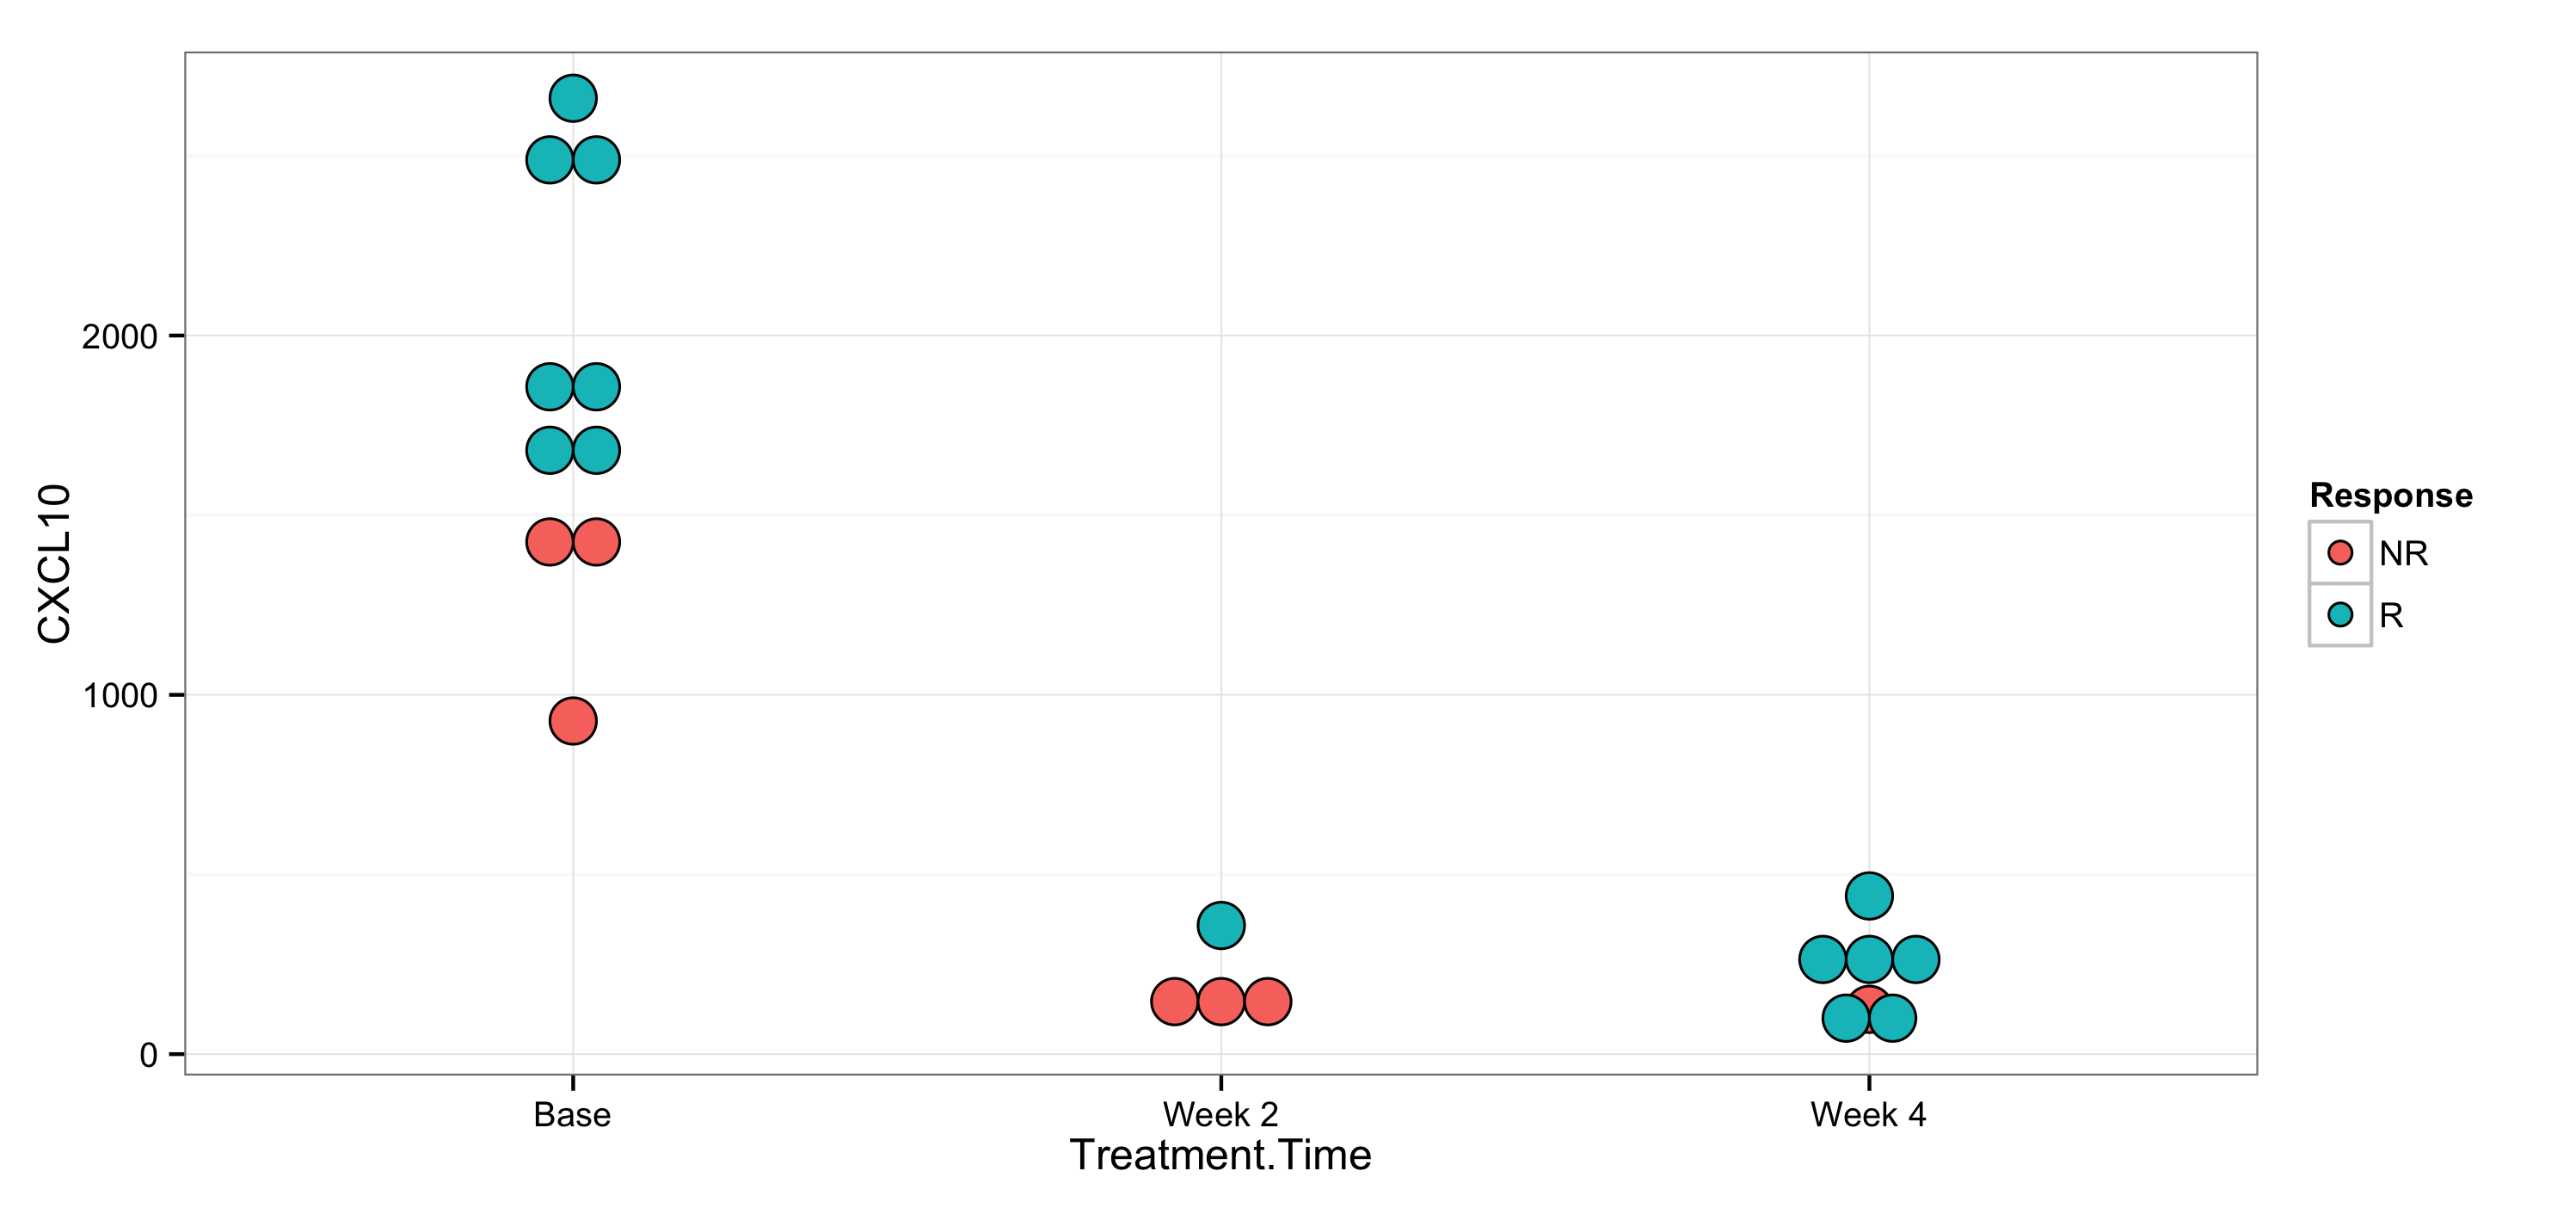 CXCL10
2000
1000
0
Base
Week 2
Week 4
Treatment.Time
Response
NR
R